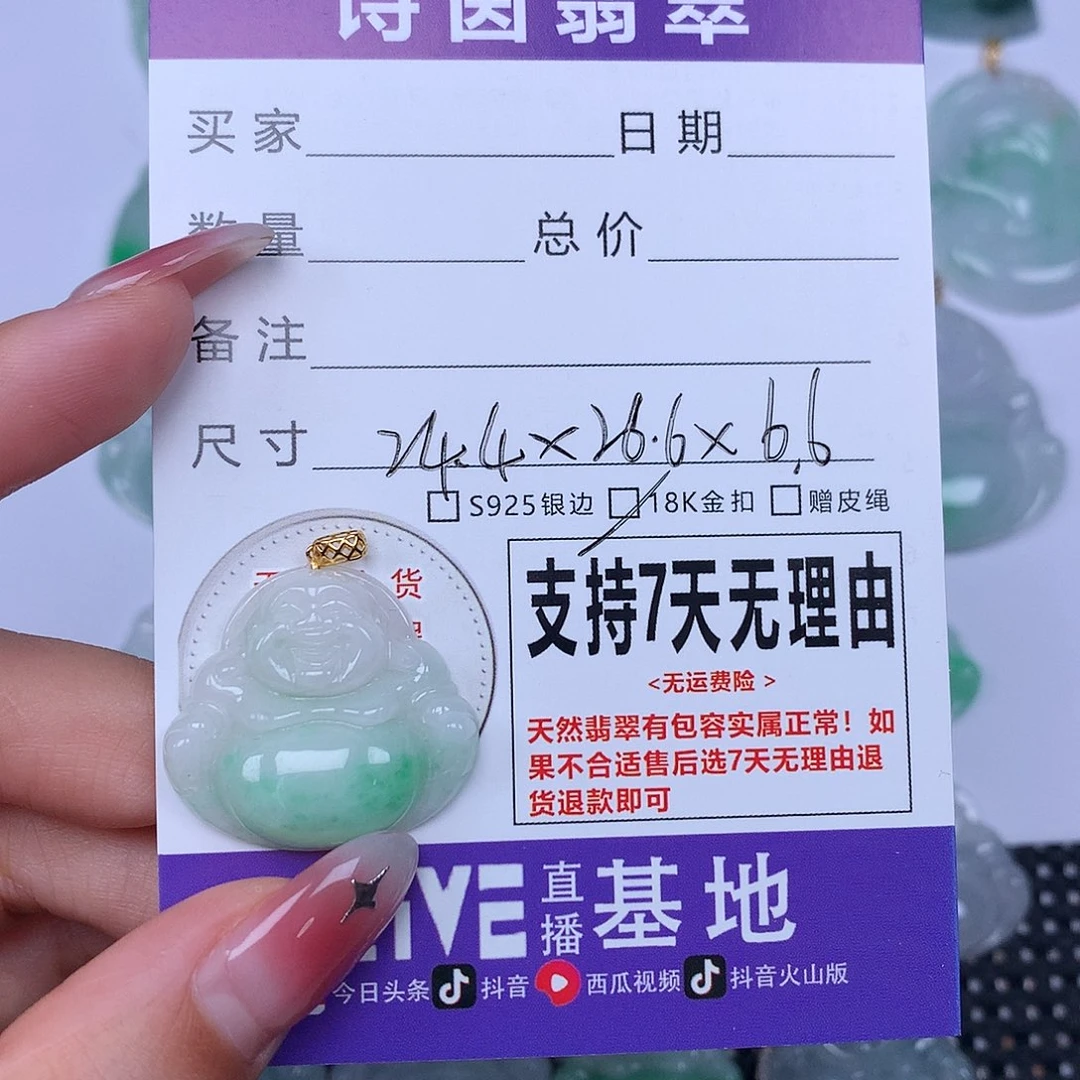 诗茵翡翠
买家 日期
数量 总价
备注
尺寸 24.4×26.6×6.6
S925银边 18K金扣 赠皮绳
货
支持7天无理由
<无运费险 >
天然翡翠有包容实属正常！如
果不合适售后选7天无理由退
货退款即可
LIVE 直播 基地
今日头条 抖音 西瓜视频 抖音火山版